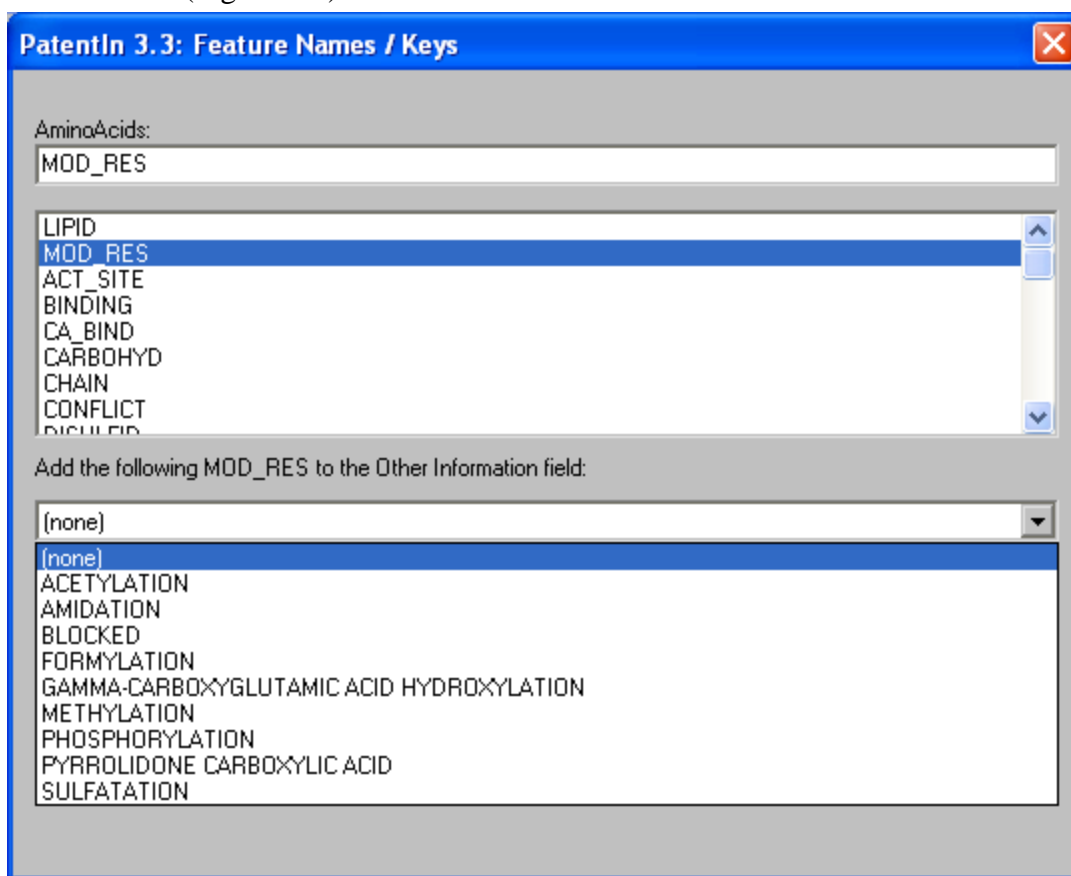 PatentIn 3.3: Feature Names / Keys
AminoAcids:
MOD_RES
LIPID
MOD_RES
ACT_SITE
BINDING
CA_BIND
CARBOHYD
CHAIN
CONFLICT
Add the following MOD_RES to the Other Information field:
(none)
(none)
ACETYLATION
AMIDATION
BLOCKED
FORMYLATION
GAMMA-CARBOXYGLUTAMIC ACID HYDROXYLATION
METHYLATION
PHOSPHORYLATION
PYRROLIDONE CARBOXYLIC ACID
SULFATATION